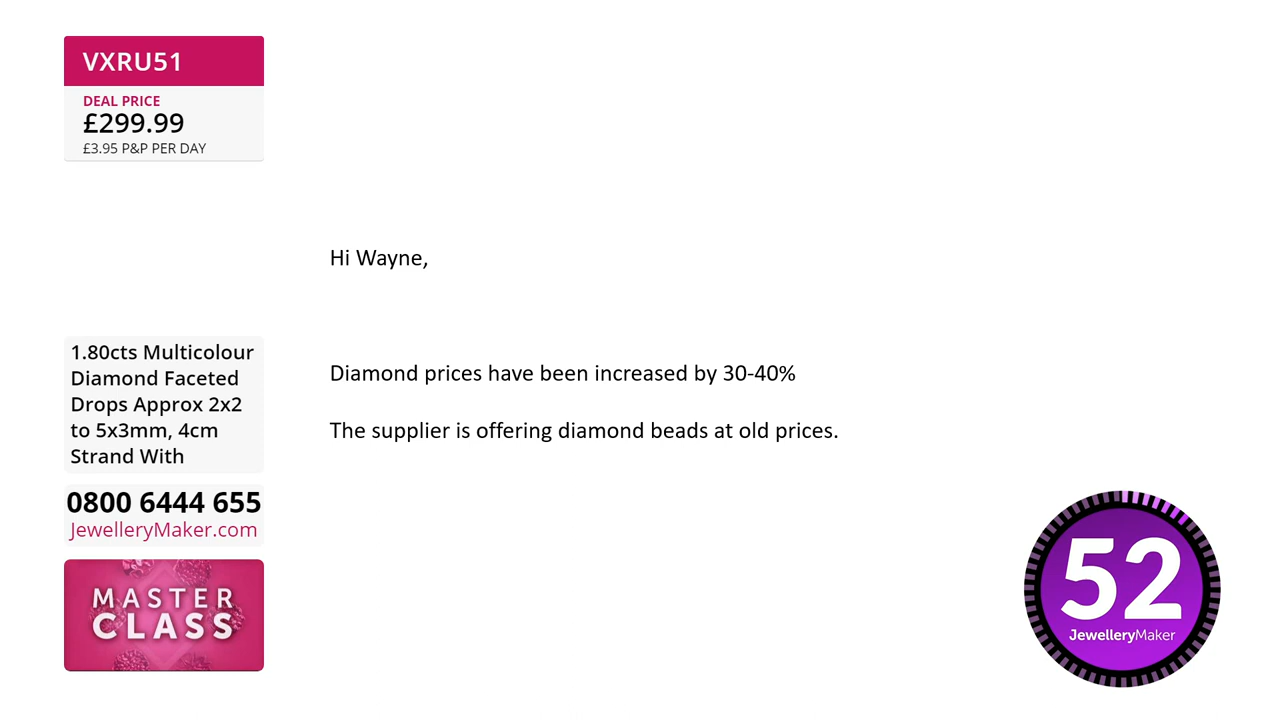 VXRU51
DEAL PRICE
£299.99
£3.95 P&P PER DAY
Hi Wayne,
Diamond prices have been increased by 30-40%
The supplier is offering diamond beads at old prices.
1.80cts Multicolour
Diamond Faceted
Drops Approx 2x2
to 5x3mm, 4cm
Strand With
0800 6444 655
JewelleryMaker.com
MASTER
CLASS
52
JewelleryMaker